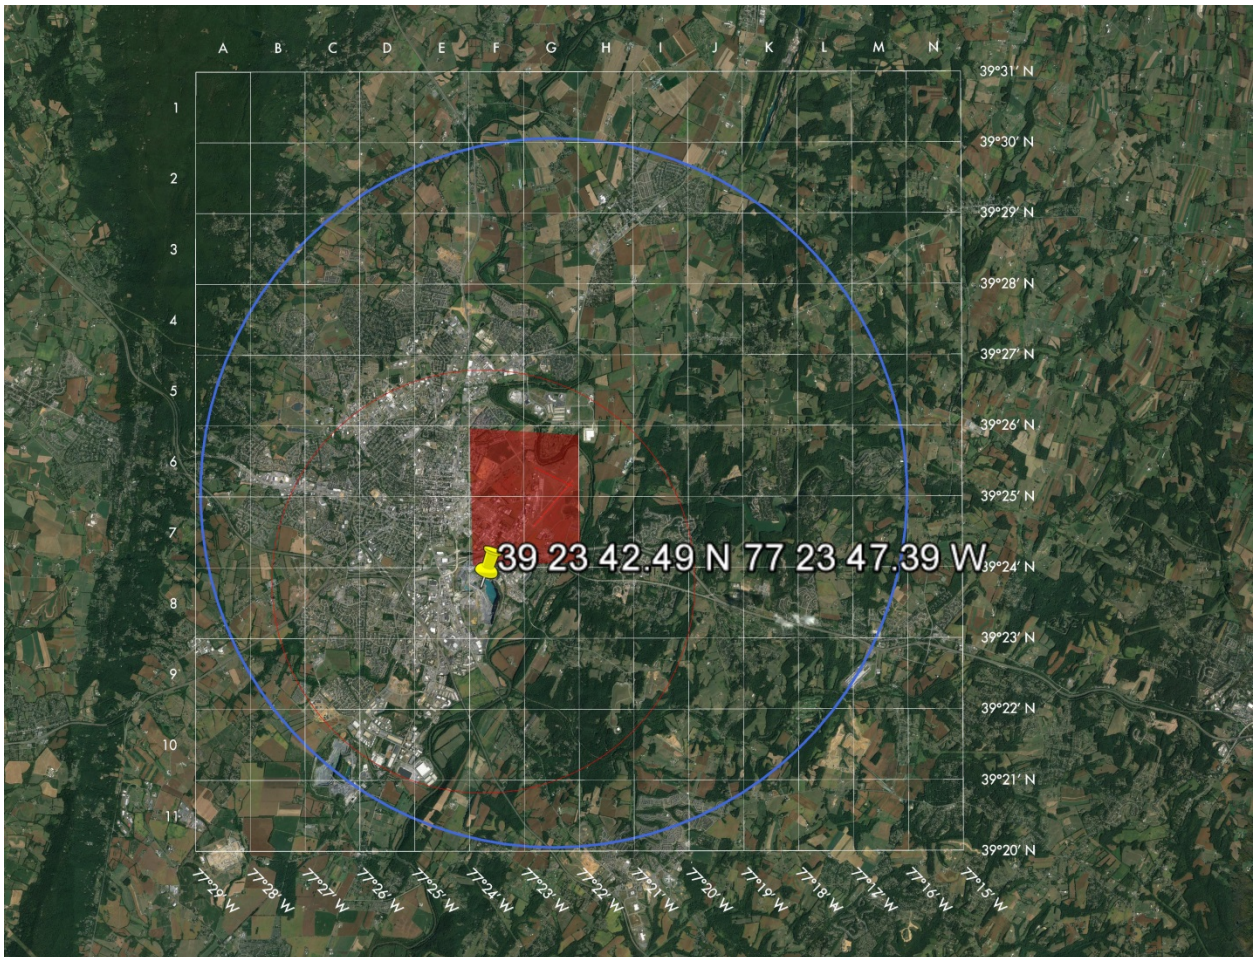 A B C D E F G H I J K L M N
39°31' N
1
39°30' N
2
39°29' N
3
39°28' N
4
39°27' N
5
39°26' N
6
39°25' N
7
39 23 42.49 N 77 23 47.39 W
39°24' N
8
39°23' N
9
39°22' N
10
39°21' N
11
39°20' N
77°29' W 77°28' W 77°27' W 77°26' W 77°25' W 77°24' W 77°23' W 77°22' W 77°21' W 77°20' W 77°19' W 77°18' W 77°17' W 77°16' W 77°15' W